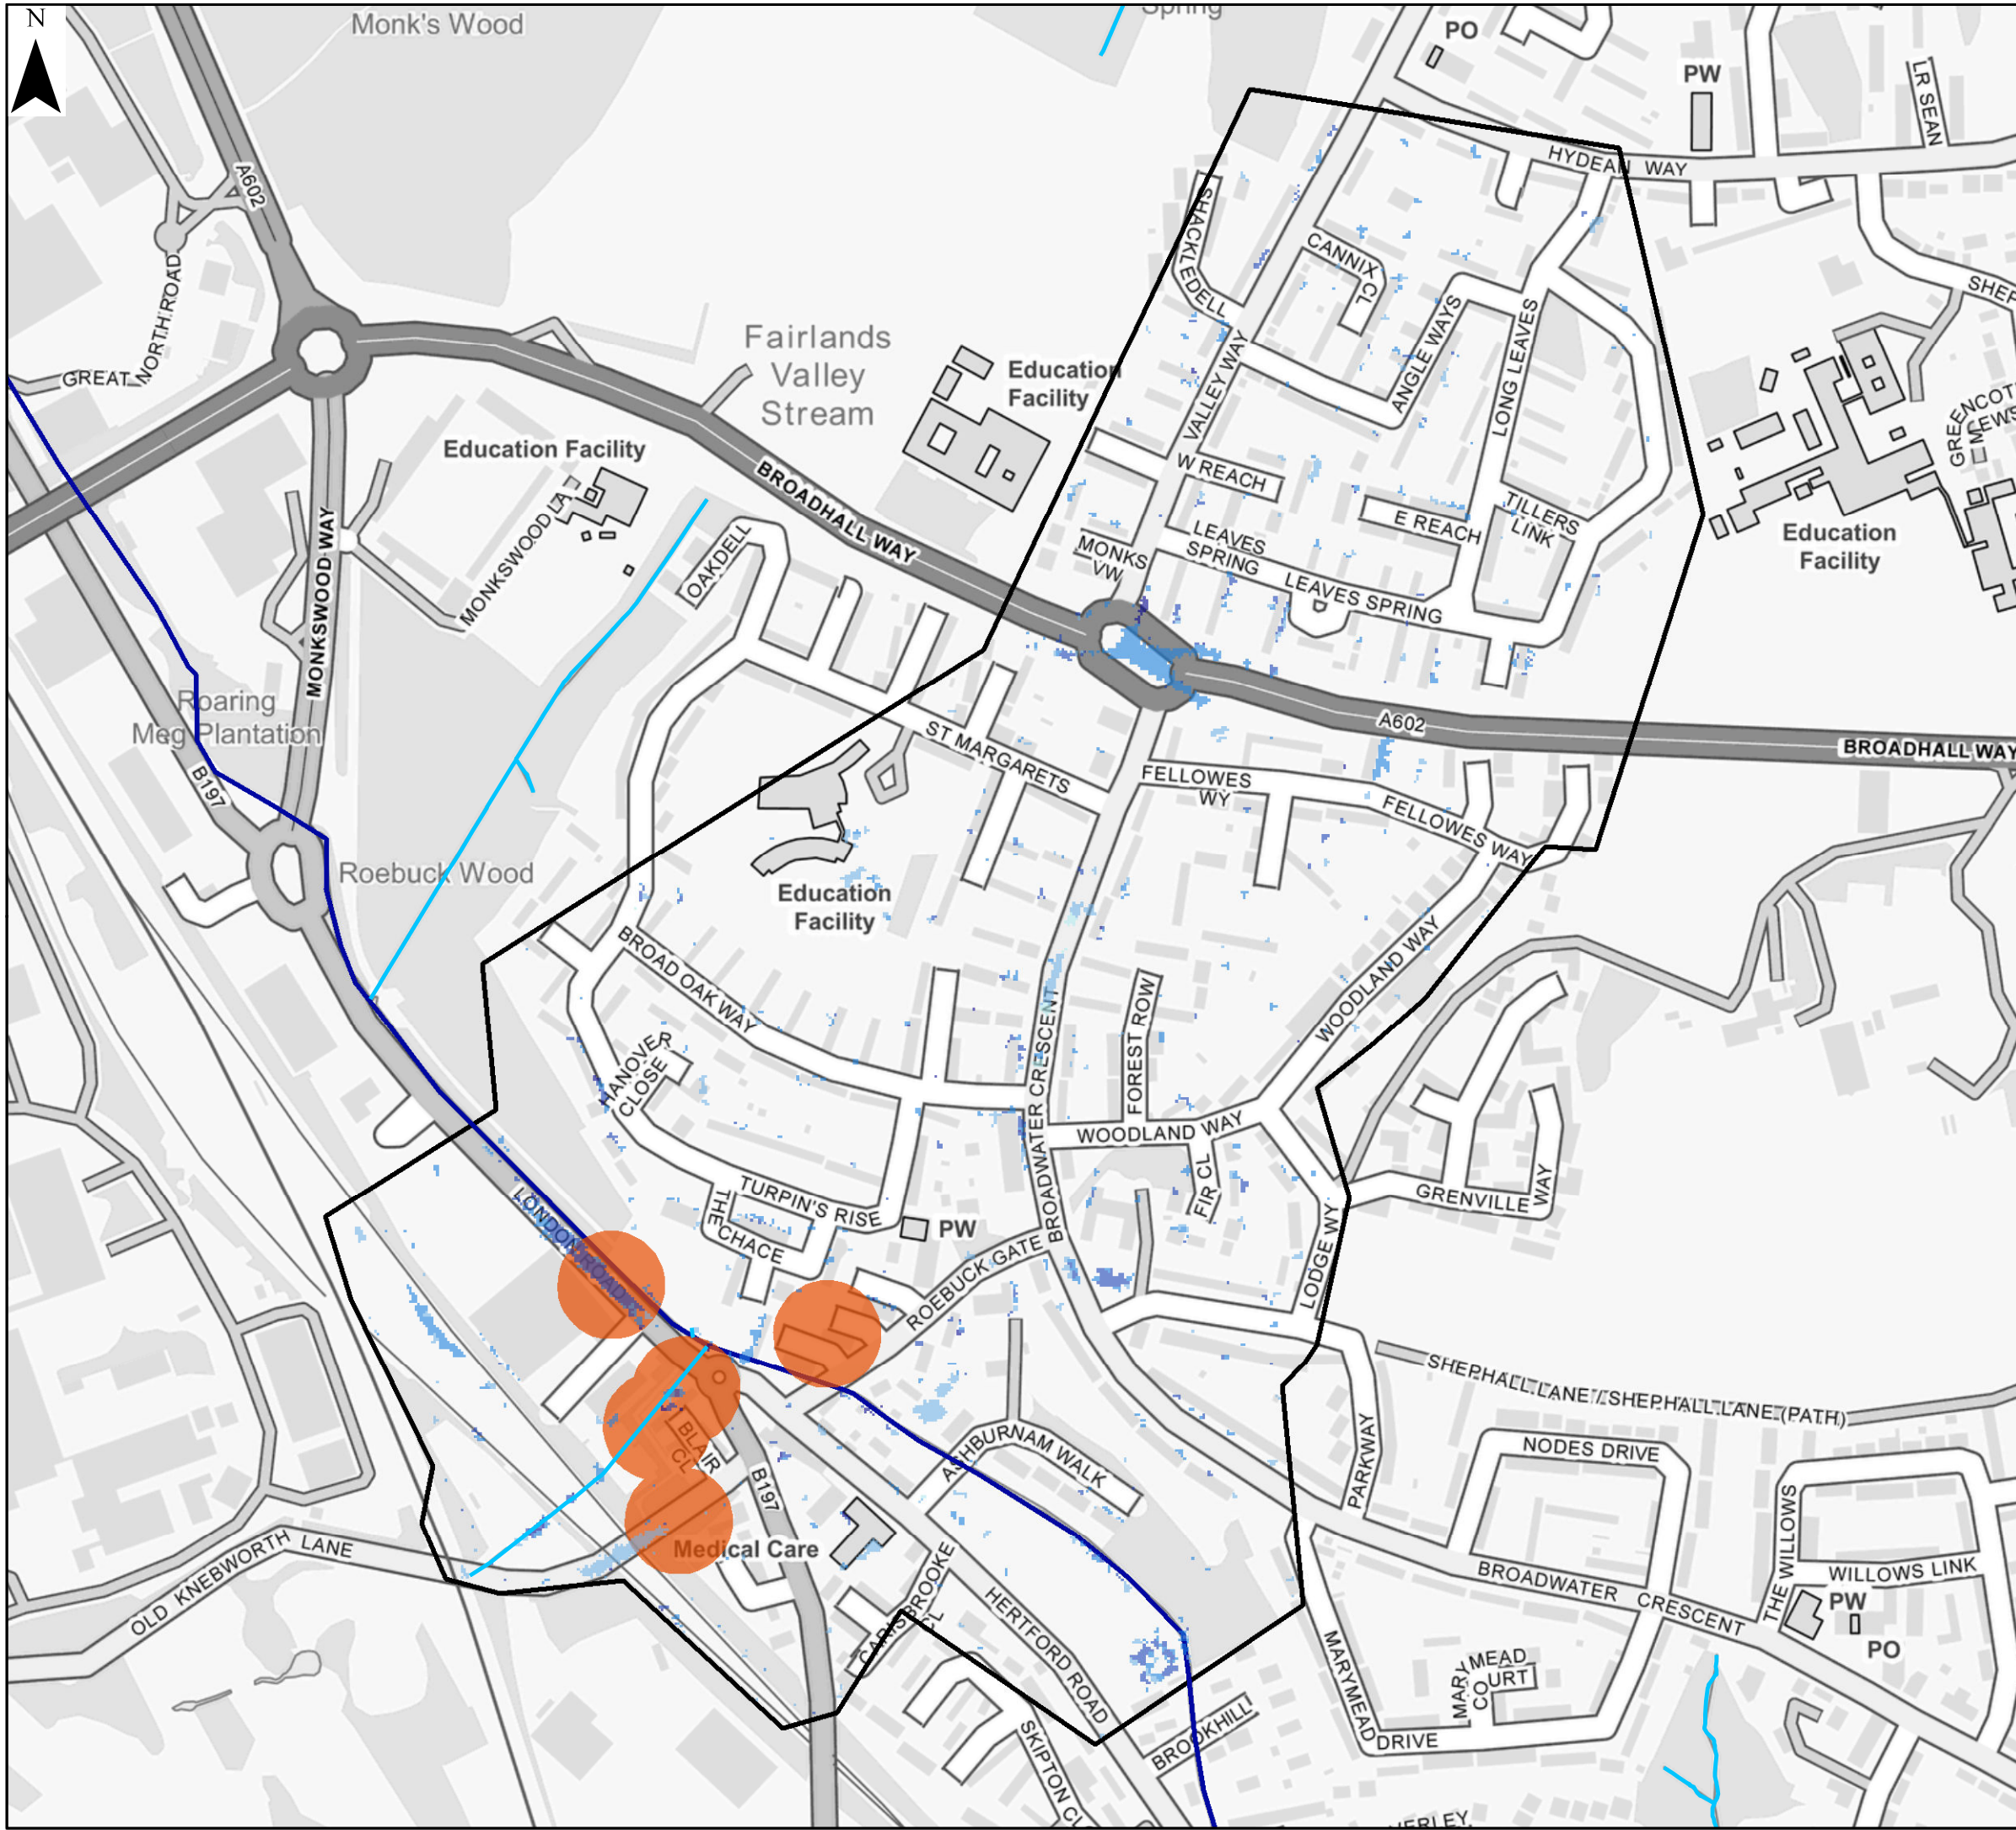 N
Monk's Wood
Spring
PO
PW
LR SEAN
A602
HYDEAN WAY
SHACKLEDELL
CANNIX
CL
GREAT NORTH ROAD
Fairlands
Valley
Stream
Education
Facility
VALLEY WAY
ANGLE WAYS
LONG LEAVES
Education Facility
MONKSWOOD LA
BROADHALL WAY
W REACH
E REACH
TILLERS
LINK
LEAVES
SPRING
LEAVES SPRING
MONKS
VW
Education
Facility
OAKDELL
MONKSWOOD WAY
Roaring
Meg Plantation
B197
ST MARGARETS
A602
BROADHALL WAY
FELLOWES
WY
FELLOWES WAY
Roebuck Wood
Education
Facility
BROAD OAK WAY
WOODLAND WAY
HANOVER
CLOSE
BROADWATER CRESCENT
FOREST ROW
WOODLAND WAY
FIR CL
GRENVILLE WAY
LONDON ROAD
TURPIN'S RISE
THE CHACE
PW
ROEBUCK GATE
LODGE WY
SHEPHALL LANE / SHEPHALL LANE (PATH)
BLAIR
CL
B197
ASHBURNAM WALK
PARKWAY
NODES DRIVE
Medical Care
OLD KNEBWORTH LANE
CARISBROOKE
CL
HERTFORD ROAD
BROADWATER CRESCENT
THE WILLOWS
WILLOWS LINK
PW
PO
MARYMEAD
DRIVE
MARYMEAD
COURT
SKIPTON CL
BROOKHILL